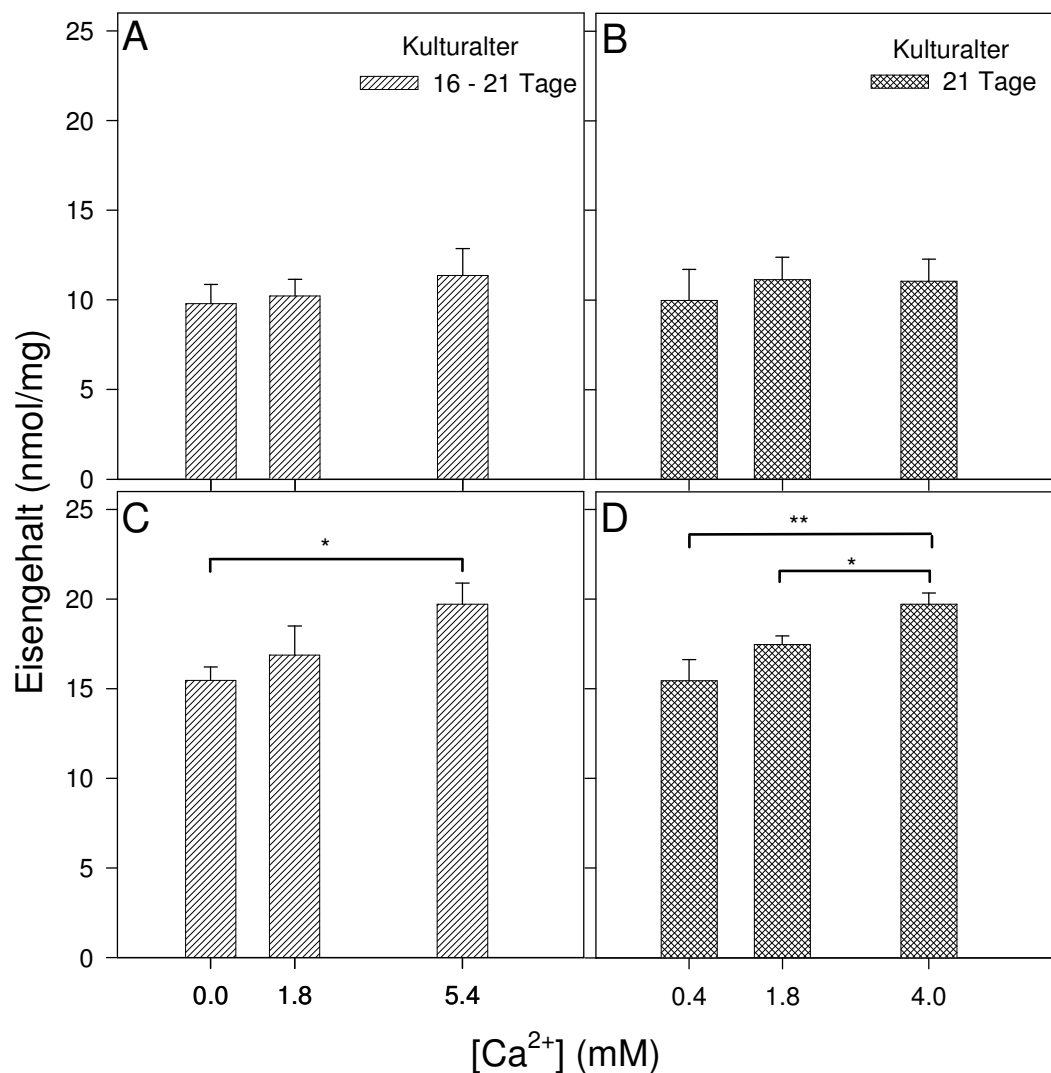 A
Kulturalter
16 - 21 Tage
B
Kulturalter
21 Tage
25
20
15
10
5
0
C
*
D
**
*
25
20
15
10
5
0
Eisengehalt (nmol/mg)
0.0 1.8 5.4
0.4 1.8 4.0
[Ca²⁺] (mM)